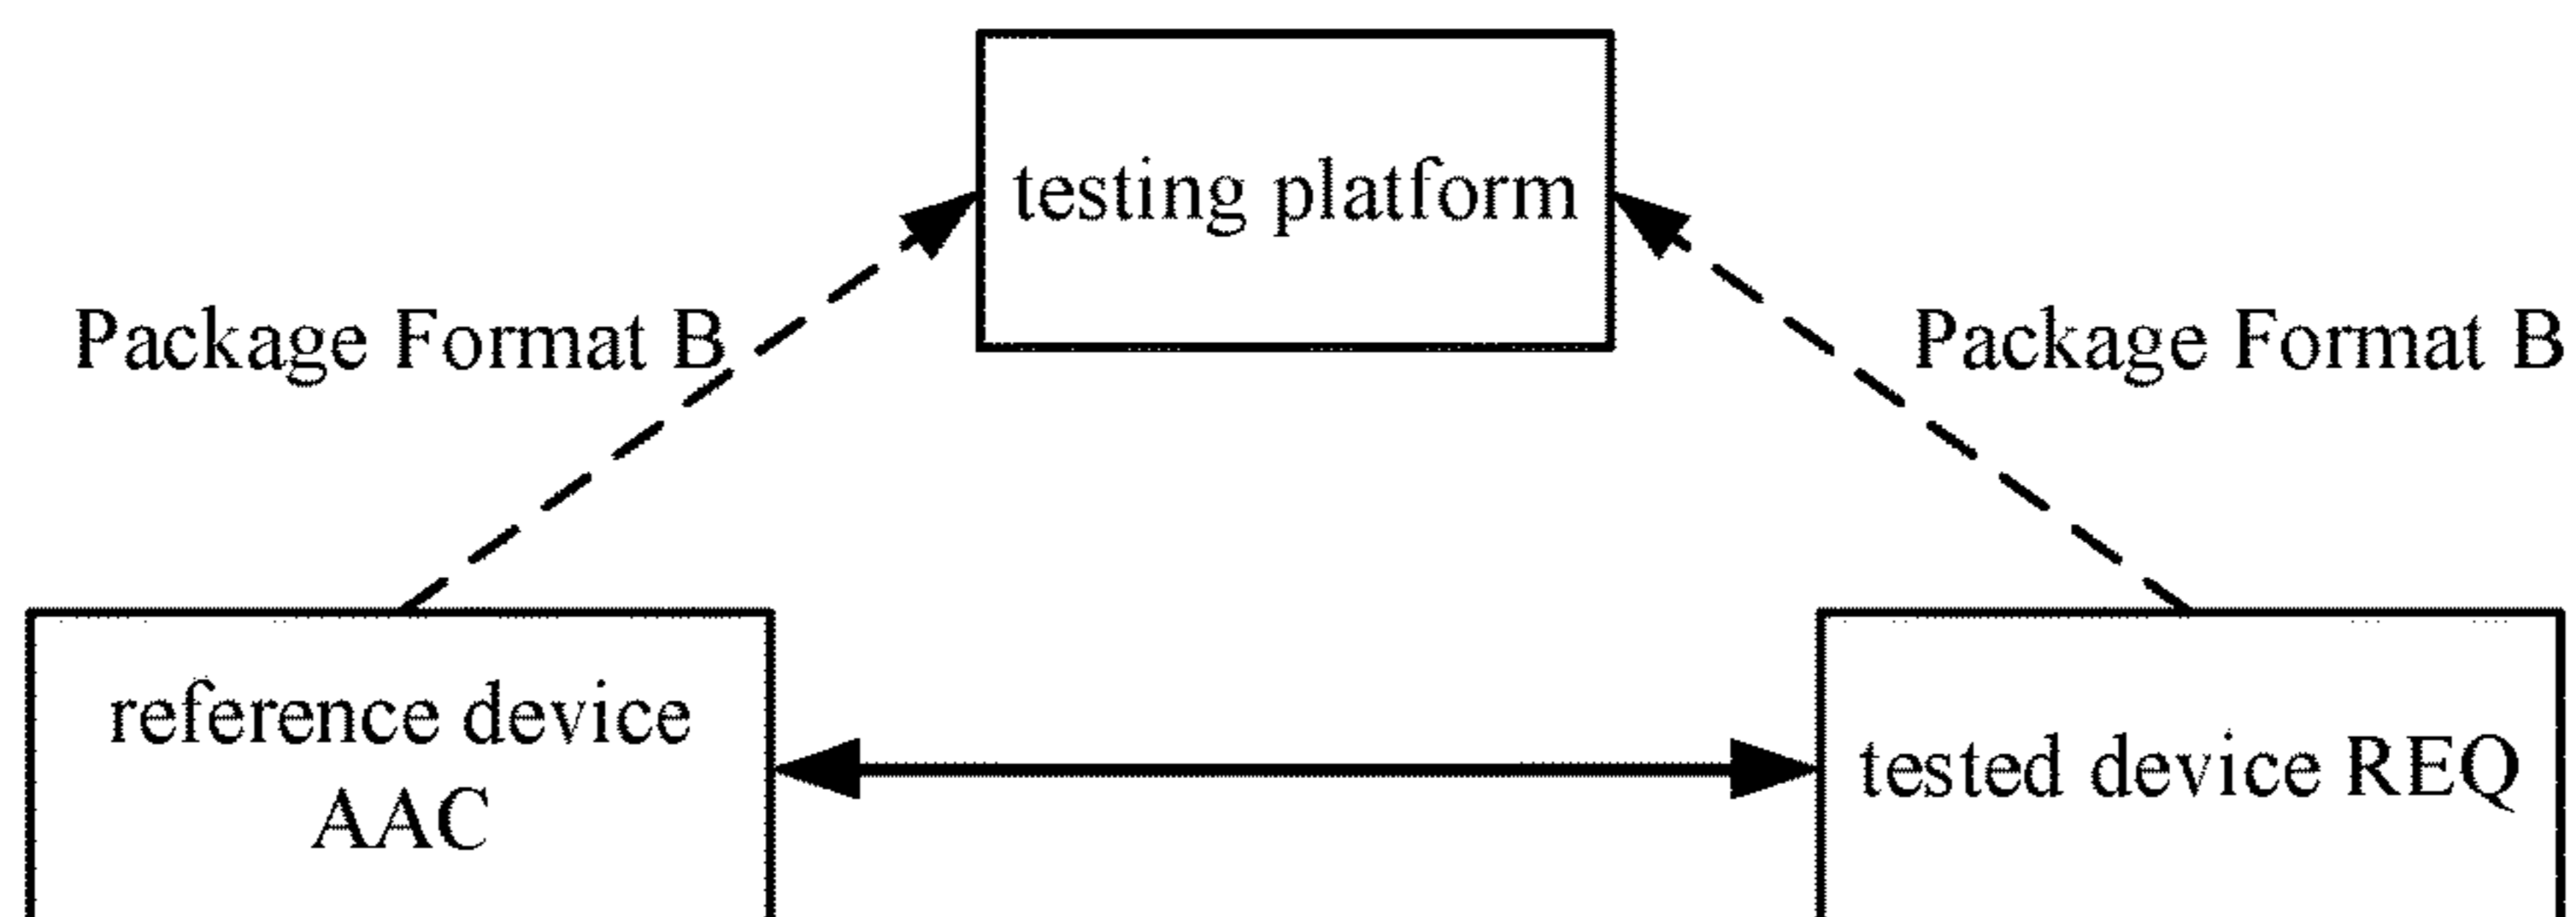 testing platform
Package Format B
Package Format B
reference device
AAC
tested device REQ